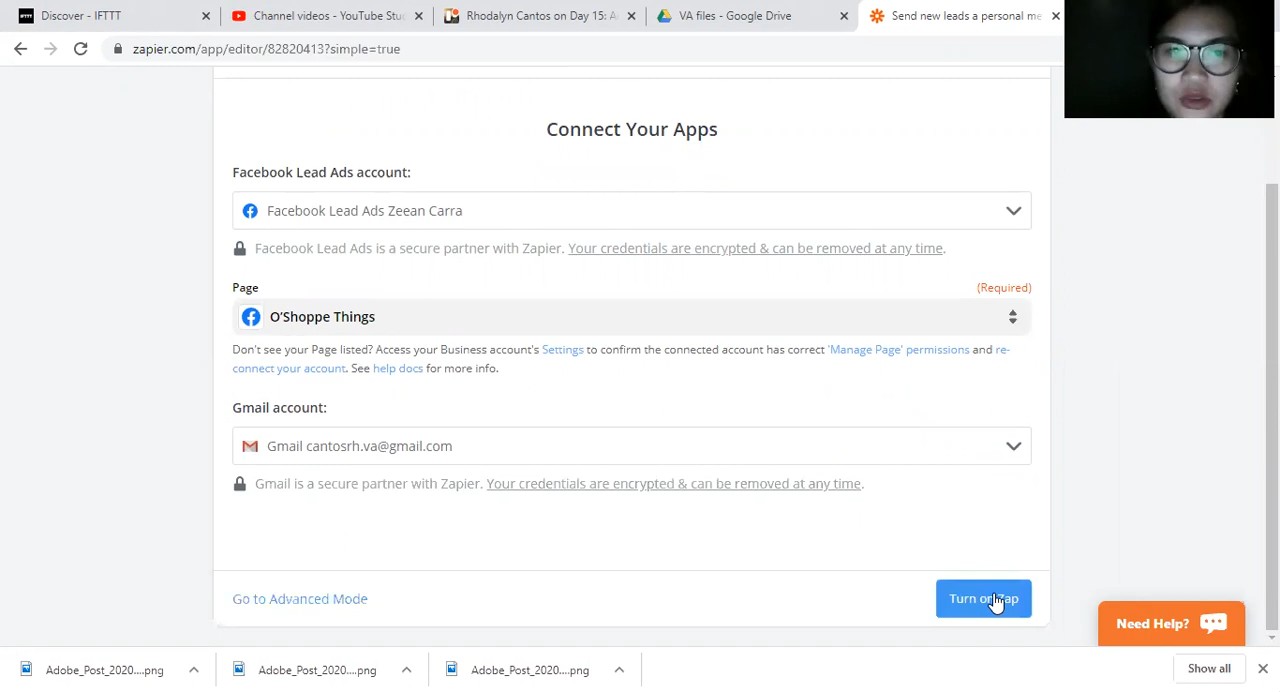 Discover - IFTTT
Channel videos - YouTube Stu
Rhodalyn Cantos on Day 15: A
VA files - Google Drive
Send new leads a personal me
zapier.com/app/editor/82820413?simple=true
Connect Your Apps
Facebook Lead Ads account:
Facebook Lead Ads Zeean Carra
Facebook Lead Ads is a secure partner with Zapier. Your credentials are encrypted & can be removed at any time.
Page (Required)
O'Shoppe Things
Don't see your Page listed? Access your Business account's Settings to confirm the connected account has correct 'Manage Page' permissions and re-
connect your account. See help docs for more info.
Gmail account:
Gmail cantosrh.va@gmail.com
Gmail is a secure partner with Zapier. Your credentials are encrypted & can be removed at any time.
Go to Advanced Mode
Turn on Zap
Need Help?
Adobe_Post_2020....png
Adobe_Post_2020....png
Adobe_Post_2020....png
Show all